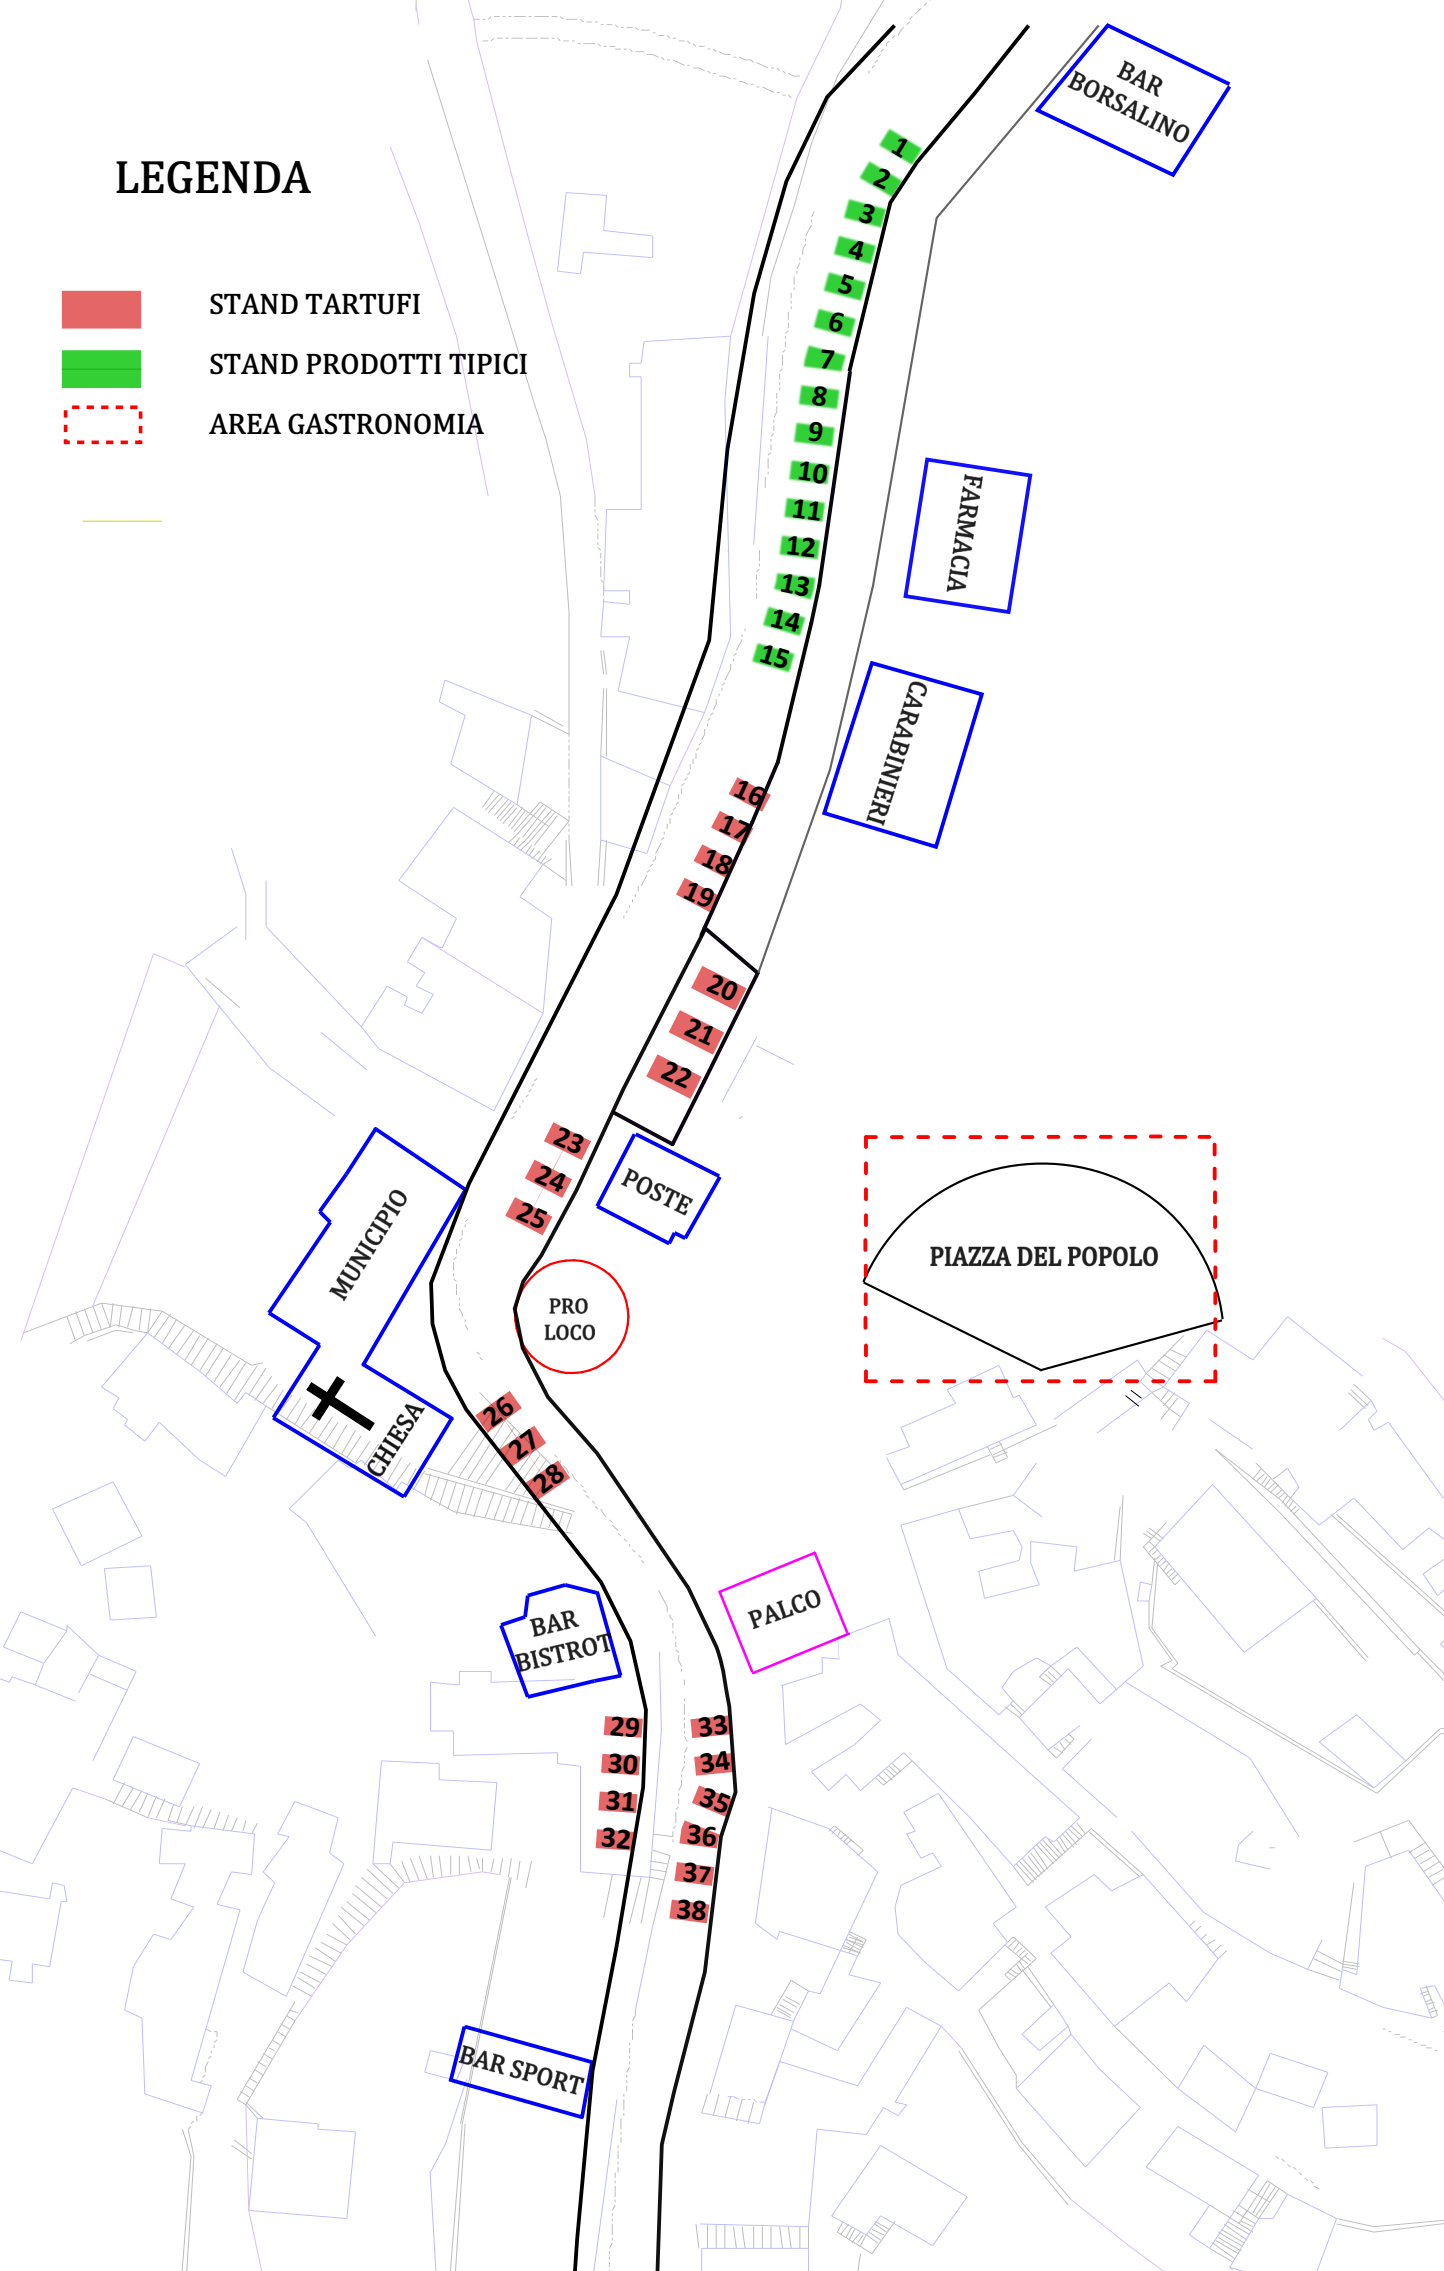 BAR
BORSALINO
LEGENDA
STAND TARTUFI
STAND PRODOTTI TIPICI
AREA GASTRONOMIA
1
2
3
4
5
6
7
8
9
10
11
12
13
14
15
FARMACIA
CARABINIERI
16
17
18
19
20
21
22
23
24
25
POSTE
MUNICIPIO
PIAZZA DEL POPOLO
PRO
LOCO
CHIESA
26
27
28
PALCO
BAR
BISTROT
29
30
31
32
33
34
35
36
37
38
BAR SPORT